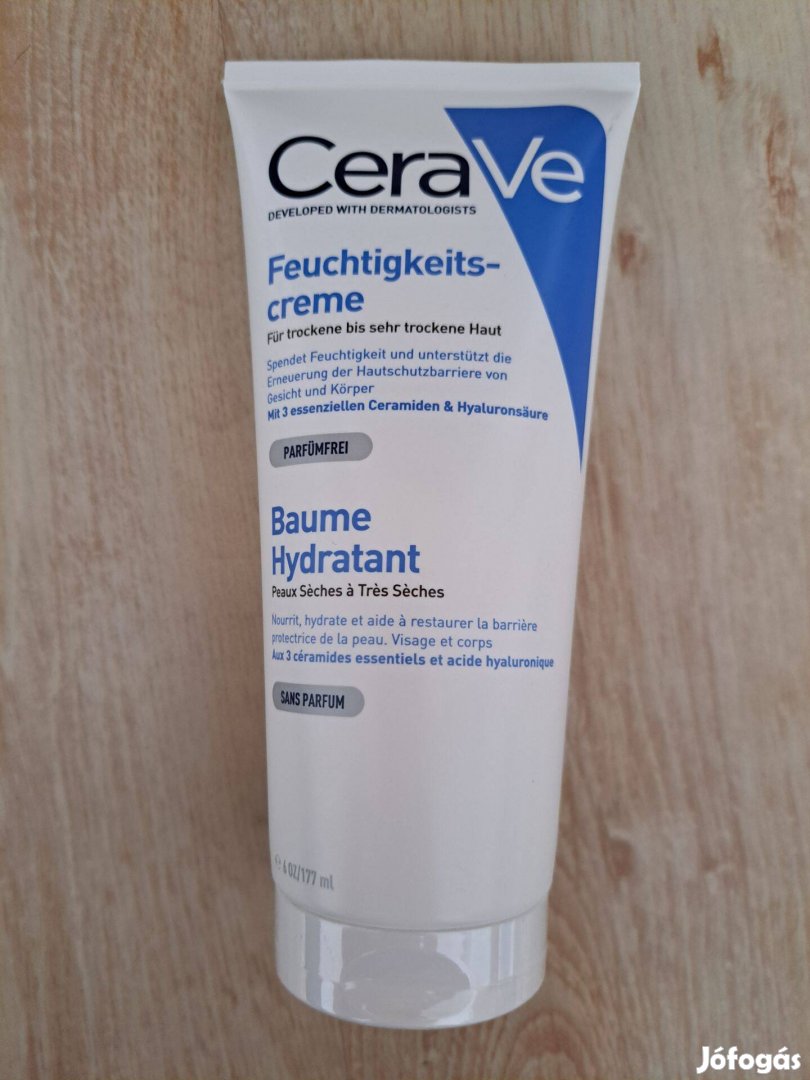 CeraVe
DEVELOPED WITH DERMATOLOGISTS
Feuchtigkeits-
creme
Für trockene bis sehr trockene Haut
Spendet Feuchtigkeit und unterstützt die
Erneuerung der Hautschutzbarriere von
Gesicht und Körper
Mit 3 essenziellen Ceramiden & Hyaluronsäure
PARFÜMFREI
Baume
Hydratant
Peaux Sèches à Très Sèches
Nourrit, hydrate et aide à restaurer la barrière
protectrice de la peau. Visage et corps
Aux 3 céramides essentiels et acide hyaluronique
SANS PARFUM
℮ 6 OZ/177 ml
Jófogás